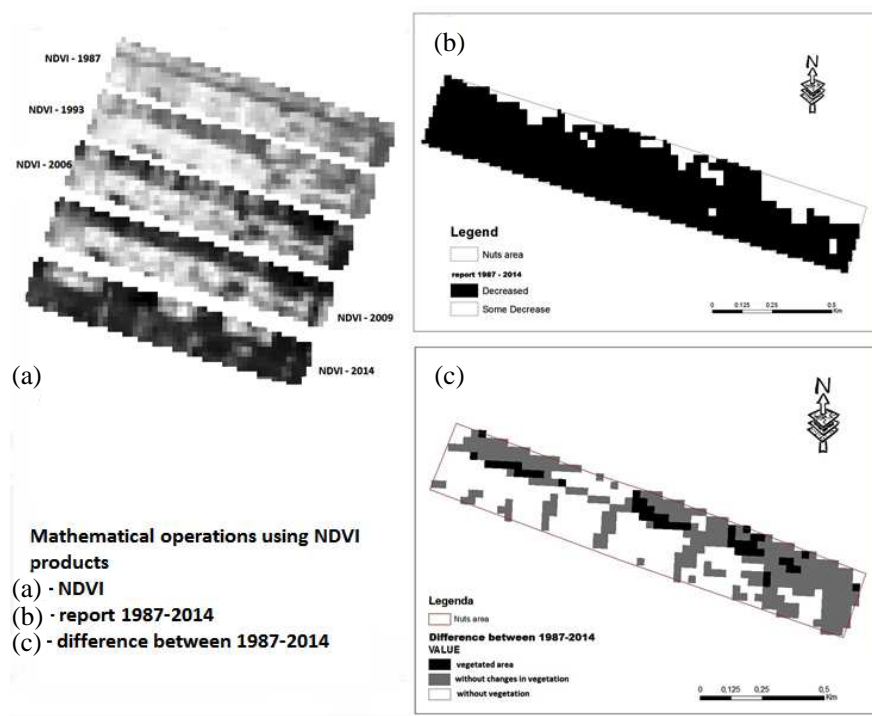 NDVI - 1987
NDVI - 1993
NDVI - 2006
NDVI - 2009
NDVI - 2014
(a)
Mathematical operations using NDVI
products
(a) - NDVI
(b) - report 1987-2014
(c) - difference between 1987-2014
(b)
N
Legend
Nuts area
report 1987 - 2014
Decreased
Some Decrease
0 0,125 0,25 0,5
Km
(c)
N
Legenda
Nuts area
Difference between 1987-2014
VALUE
vegetated area
without changes in vegetation
without vegetation
0 0,125 0,25 0,5
Km